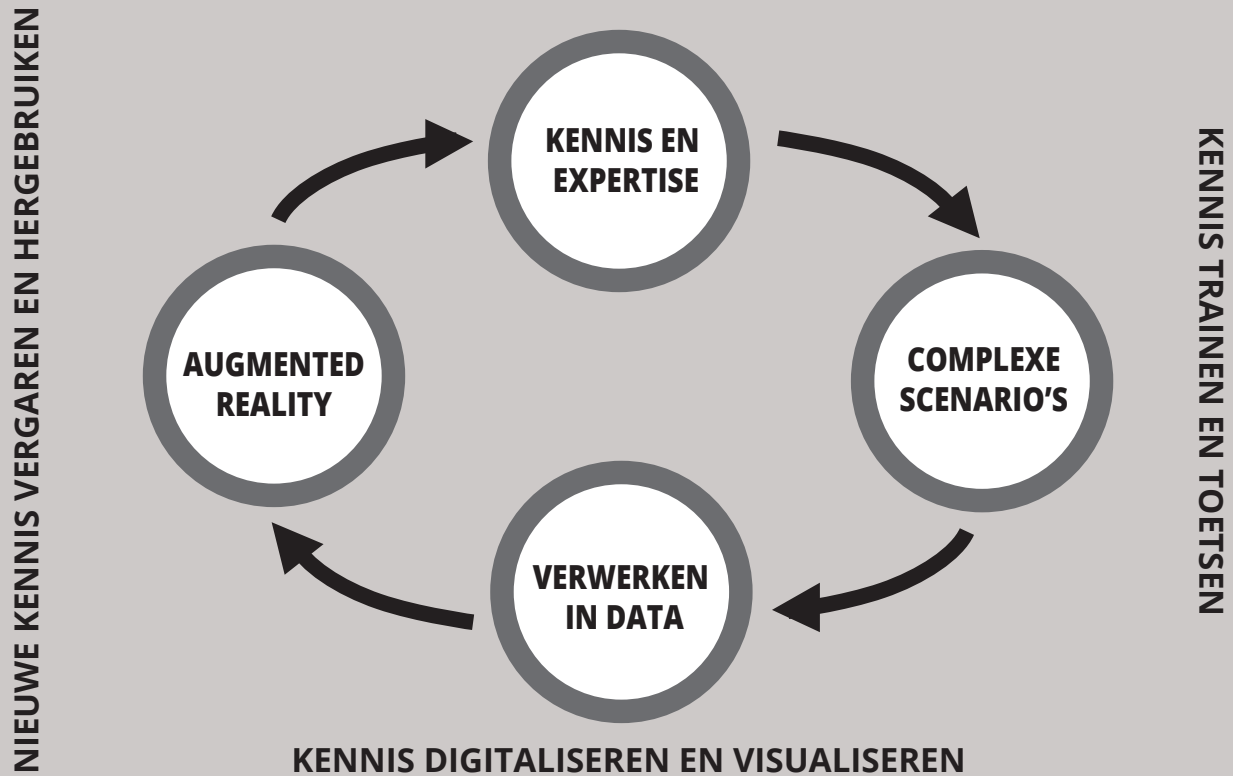 NIEUWE KENNIS VERGAREN EN HERGEBRUIKEN
KENNIS EN
EXPERTISE
KENNIS TRAINEN EN TOETSEN
AUGMENTED
REALITY
COMPLEXE
SCENARIO’S
VERWERKEN
IN DATA
KENNIS DIGITALISEREN EN VISUALISEREN